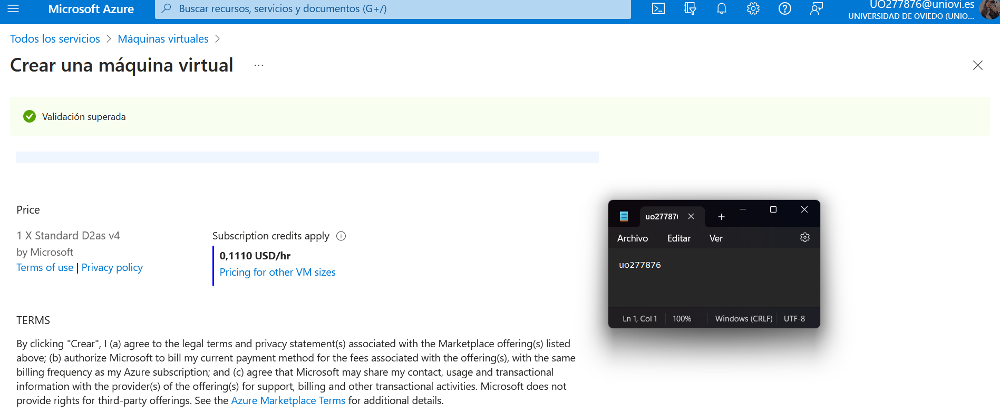 Microsoft Azure
Buscar recursos, servicios y documentos (G+/)
UO277876@uniovi.es
UNIVERSIDAD DE OVIEDO (UNIO...
Todos los servicios > Máquinas virtuales >
Crear una máquina virtual ...
Validación superada
Price
1 X Standard D2as v4
by Microsoft
Terms of use | Privacy policy
Subscription credits apply
0,1110 USD/hr
Pricing for other VM sizes
TERMS
By clicking "Crear", I (a) agree to the legal terms and privacy statement(s) associated with the Marketplace offering(s) listed
above; (b) authorize Microsoft to bill my current payment method for the fees associated with the offering(s), with the same
billing frequency as my Azure subscription; and (c) agree that Microsoft may share my contact, usage and transactional
information with the provider(s) of the offering(s) for support, billing and other transactional activities. Microsoft does not
provide rights for third-party offerings. See the Azure Marketplace Terms for additional details.
uo27787
Archivo Editar Ver
uo277876
Ln 1, Col 1 100% Windows (CRLF) UTF-8